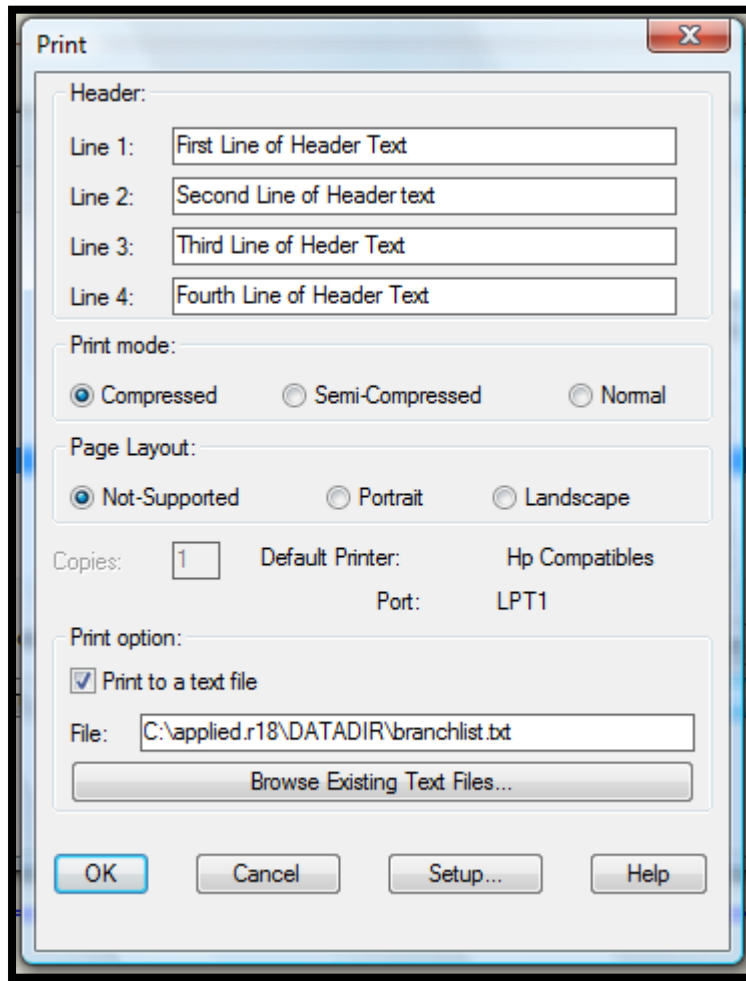 Print
Header:
Line 1: First Line of Header Text
Line 2: Second Line of Header text
Line 3: Third Line of Heder Text
Line 4: Fourth Line of Header Text
Print mode:
Compressed Semi-Compressed Normal
Page Layout:
Not-Supported Portrait Landscape
Copies: 1 Default Printer: Hp Compatibles
Port: LPT1
Print option:
Print to a text file
File: C:\applied.r18\DATADIR\branchlist.txt
Browse Existing Text Files...
OK Cancel Setup... Help